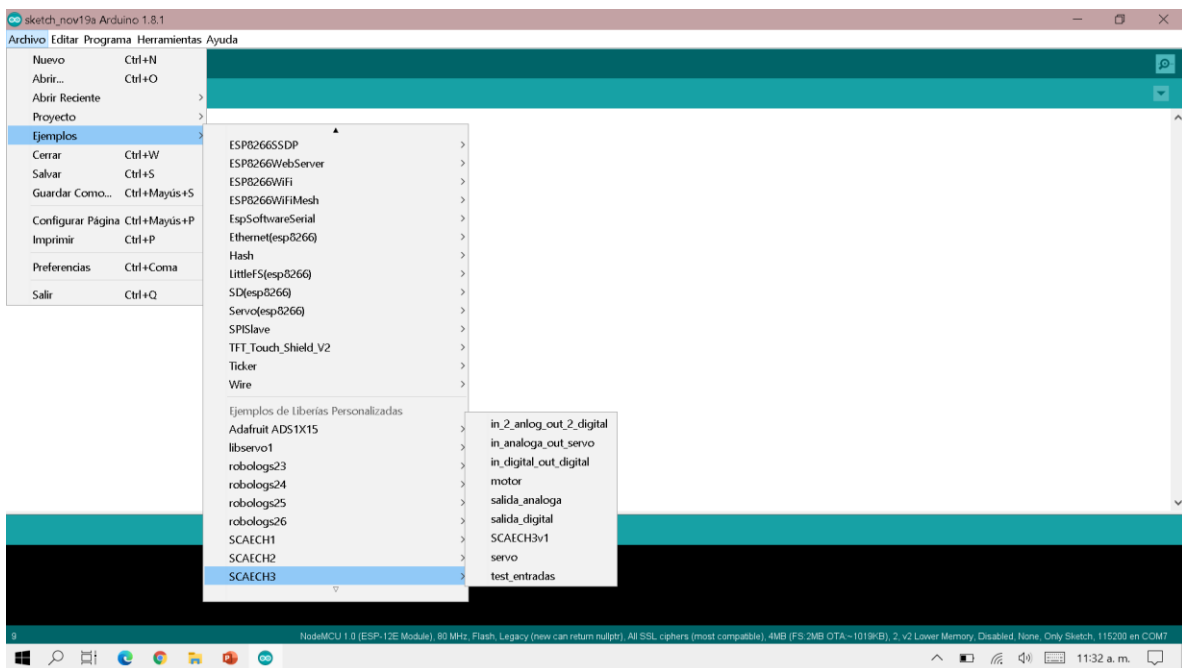 sketch_nov19a Arduino 1.8.1
Archivo Editar Programa Herramientas Ayuda
Nuevo Ctrl+N
Abrir... Ctrl+O
Abrir Reciente
Proyecto
Ejemplos
Cerrar Ctrl+W
Salvar Ctrl+S
Guardar Como... Ctrl+Mayús+S
Configurar Página Ctrl+Mayús+P
Imprimir Ctrl+P
Preferencias Ctrl+Coma
Salir Ctrl+Q
ESP8266SSDP
ESP8266WebServer
ESP8266WiFi
ESP8266WiFiMesh
EspSoftwareSerial
Ethernet(esp8266)
Hash
LittleFS(esp8266)
SD(esp8266)
Servo(esp8266)
SPISlave
TFT_Touch_Shield_V2
Ticker
Wire
Ejemplos de Liberías Personalizadas
Adafruit ADS1X15
libservo1
robologs23
robologs24
robologs25
robologs26
SCAECH1
SCAECH2
SCAECH3
in_2_anlog_out_2_digital
in_analoga_out_servo
in_digital_out_digital
motor
salida_analoga
salida_digital
SCAECH3v1
servo
test_entradas
9 NodeMCU 1.0 (ESP-12E Module), 80 MHz, Flash, Legacy (new can return nullptr), All SSL ciphers (most compatible), 4MB (FS:2MB OTA:~1019KB), 2, v2 Lower Memory, Disabled, None, Only Sketch, 115200 en COM7
11:32 a. m.